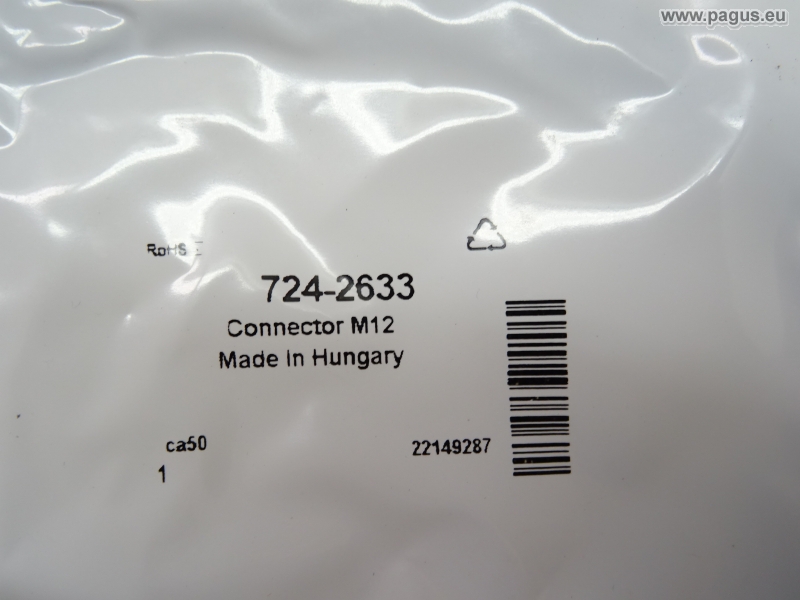 www.pagus.eu
RoHS
724-2633
Connector M12
Made In Hungary
ca50
22149287
1